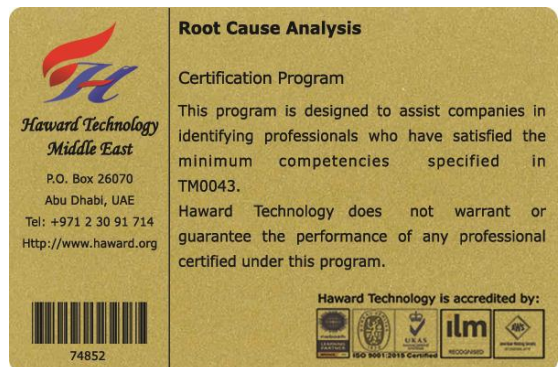 Haward Technology
Middle East
P.O. Box 26070
Abu Dhabi, UAE
Tel: +971 2 30 91 714
Http://www.haward.org
74852
Root Cause Analysis
Certification Program
This program is designed to assist companies in
identifying professionals who have satisfied the
minimum competencies specified in
TM0043.
Haward Technology does not warrant or
guarantee the performance of any professional
certified under this program.
Haward Technology is accredited by:
UKAS
ISO 9001:2015 Certified
ilm
RECOGNISED
AWS